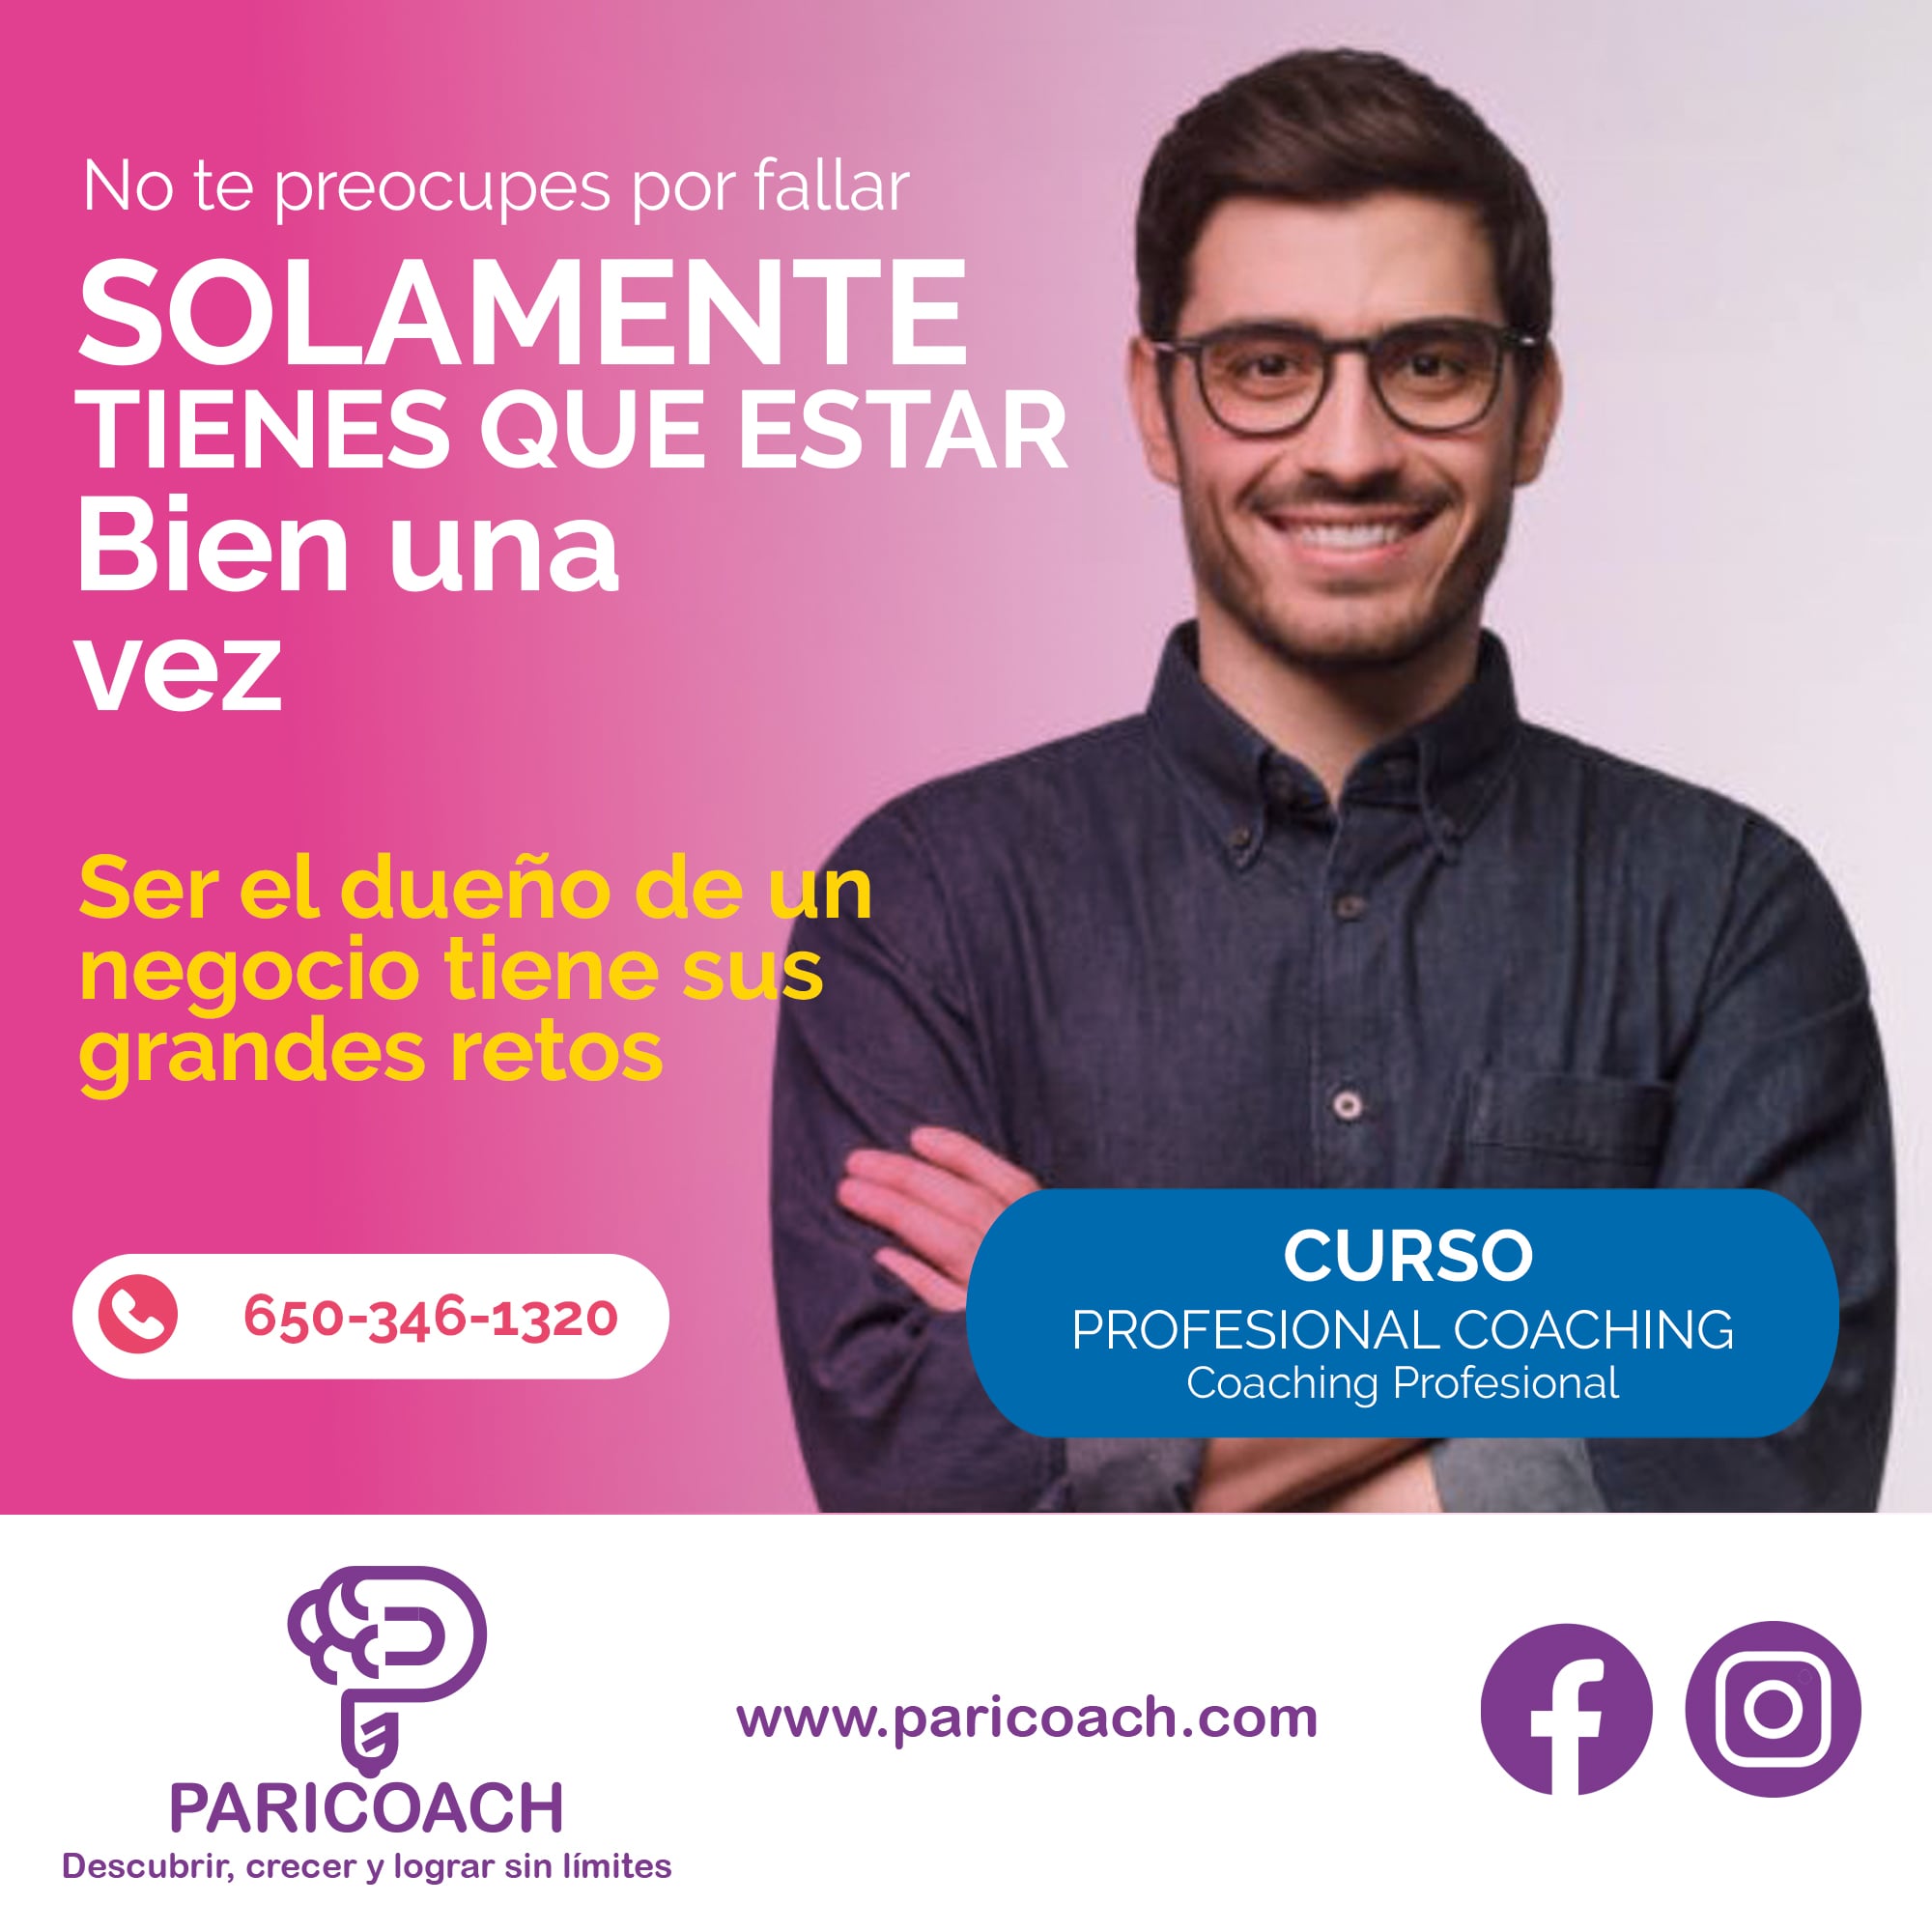 No te preocupes por fallar
SOLAMENTE
TIENES QUE ESTAR
Bien una
vez
Ser el dueño de un
negocio tiene sus
grandes retos
650-346-1320
CURSO
PROFESIONAL COACHING
Coaching Profesional
PARICOACH
Descubrir, crecer y lograr sin límites
www.paricoach.com